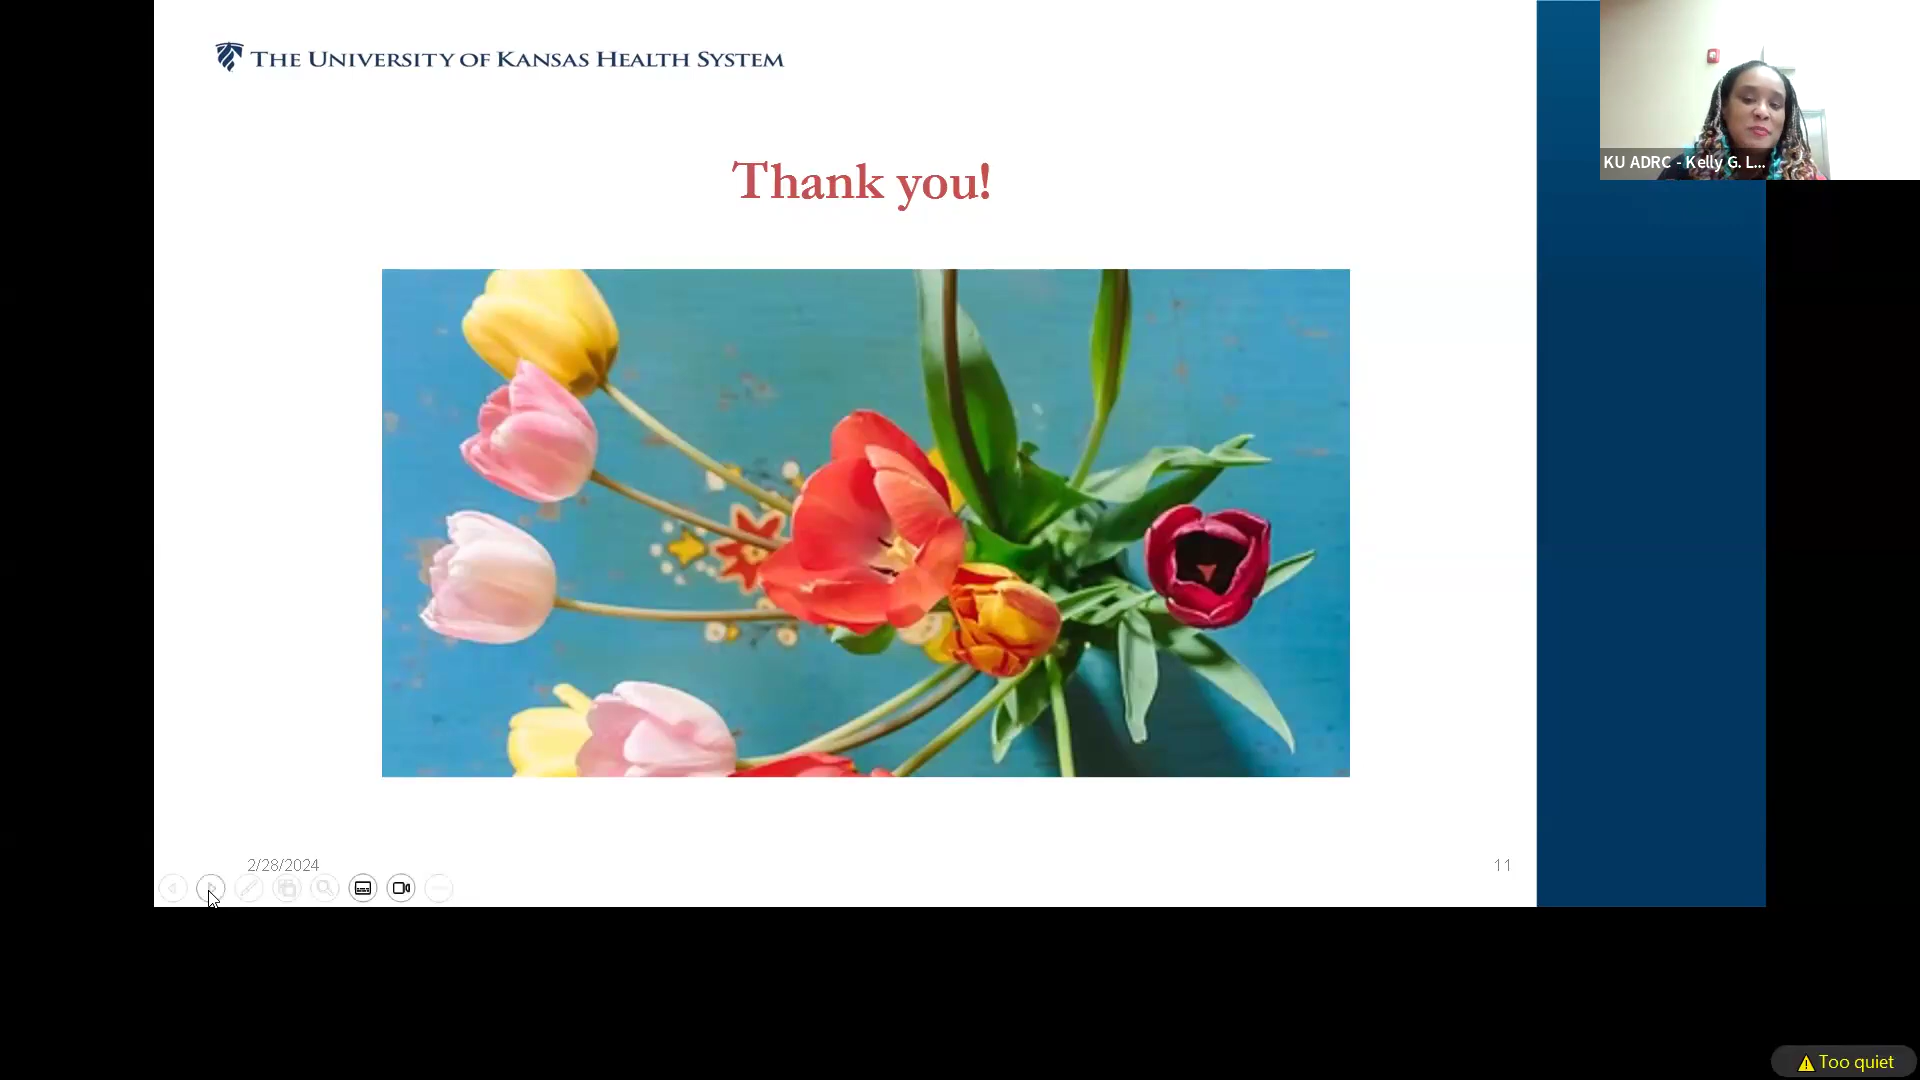 THE UNIVERSITY OF KANSAS HEALTH SYSTEM
KU ADRC - Kelly G. L...
Thank you!
2/28/2024
11
Too quiet